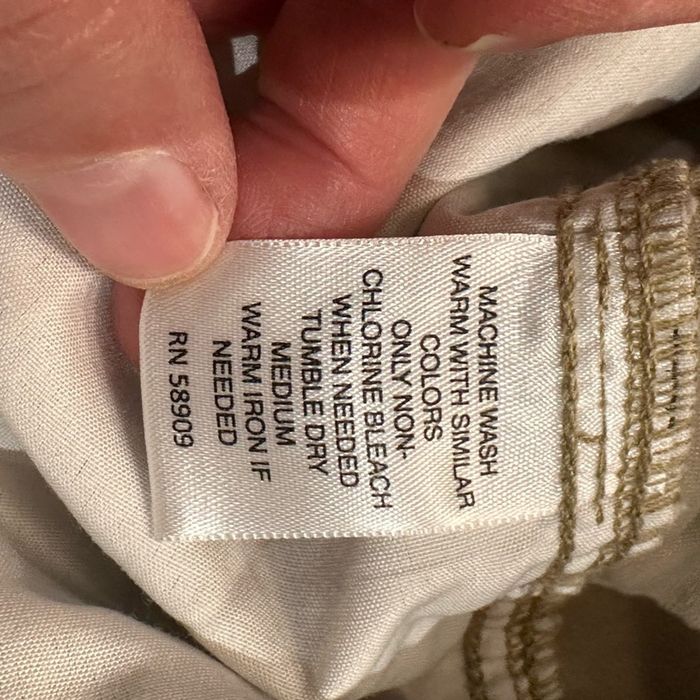 MACHINE WASH
WARM WITH SIMILAR
COLORS
ONLY NON-
CHLORINE BLEACH
WHEN NEEDED
TUMBLE DRY
MEDIUM
WARM IRON IF
NEEDED
RN 58909